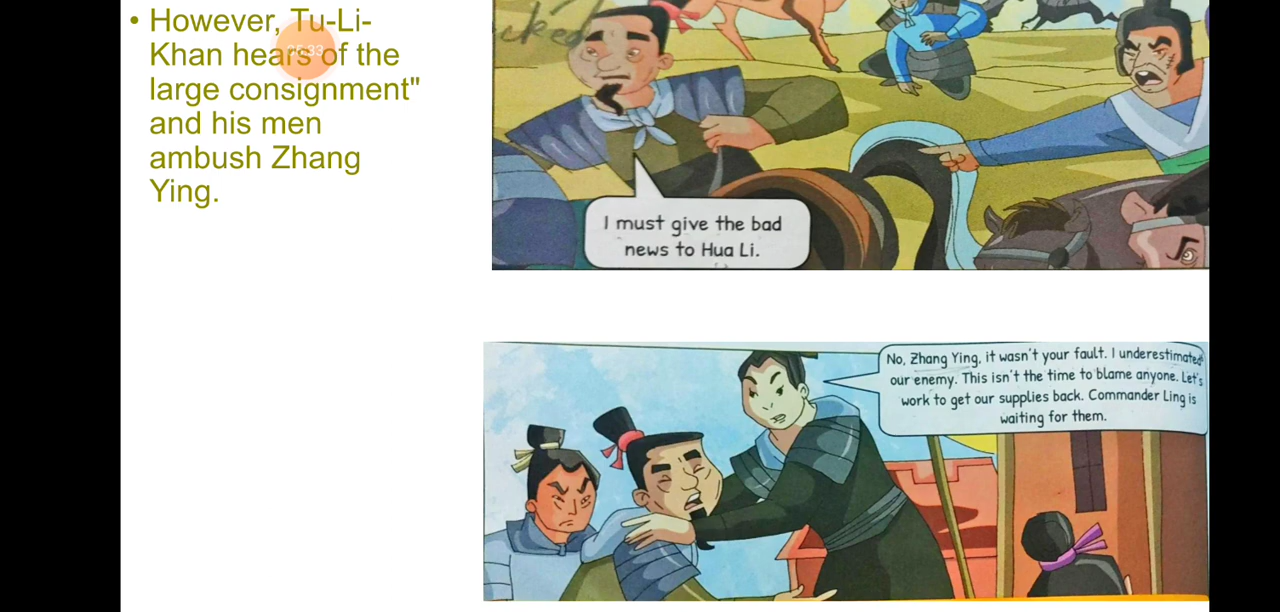 • However, Tu-Li-
Khan hears of the
large consignment"
and his men
ambush Zhang
Ying.
I must give the bad
news to Hua Li.
No, Zhang Ying, it wasn't your fault. I underestimated
our enemy. This isn't the time to blame anyone. Let's
work to get our supplies back. Commander Ling is
waiting for them.